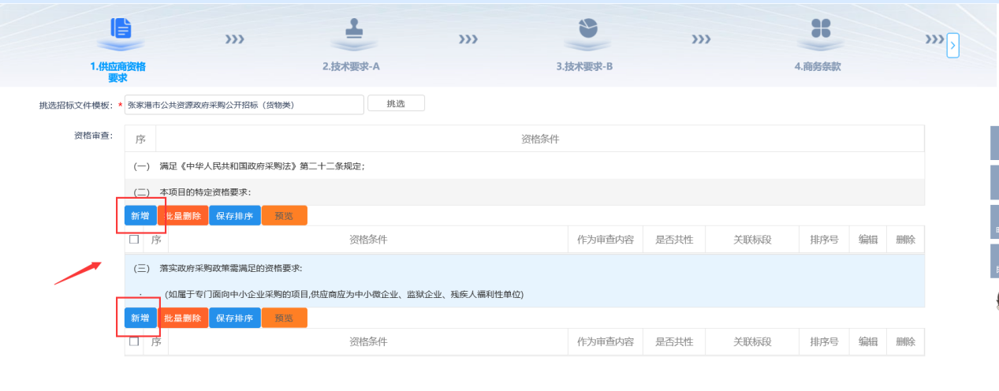 1.供应商资格
要求
2.技术要求-A
3.技术要求-B
4.商务条款
挑选招标文件模板： * 张家港市公共资源政府采购公开招标（货物类） 挑选
资格审查：
序 资格条件
(一) 满足《中华人民共和国政府采购法》第二十二条规定；
(二) 本项目的特定资格要求：
新增 批量删除 保存排序 预览
序 资格条件 作为审查内容 是否共性 关联标段 排序号 编辑 删除
(三) 落实政府采购政策需满足的资格要求:
. (如属于专门面向中小企业采购的项目,供应商应为中小微企业、监狱企业、残疾人福利性单位)
新增 批量删除 保存排序 预览
序 资格条件 作为审查内容 是否共性 关联标段 排序号 编辑 删除